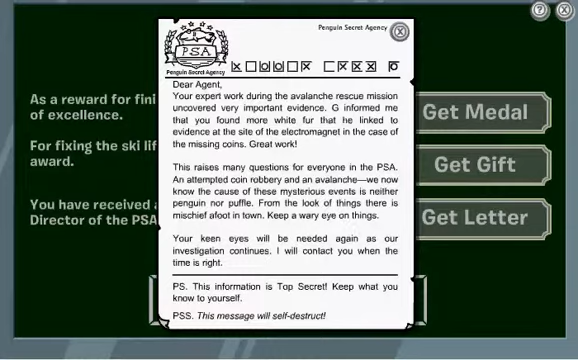 Penguin Secret Agency
PSA
Penguin Secret Agency
Dear Agent,
Your expert work during the avalanche rescue mission
uncovered very important evidence. G informed me
that you found more white fur that he linked to
evidence at the site of the electromagnet in the case of
the missing coins. Great work!
This raises many questions for everyone in the PSA.
An attempted coin robbery and an avalanche—we now
know the cause of these mysterious events is neither
penguin nor puffle. From the look of things there is
mischief afoot in town. Keep a wary eye on things.
Your keen eyes will be needed again as our
investigation continues. I will contact you when the
time is right.
PS. This information is Top Secret! Keep what you
know to yourself.
PSS. This message will self-destruct!
As a reward for fini
of excellence.
For fixing the ski lif
award.
You have received a
Director of the PSA
Get Medal
Get Gift
Get Letter
?
X
X